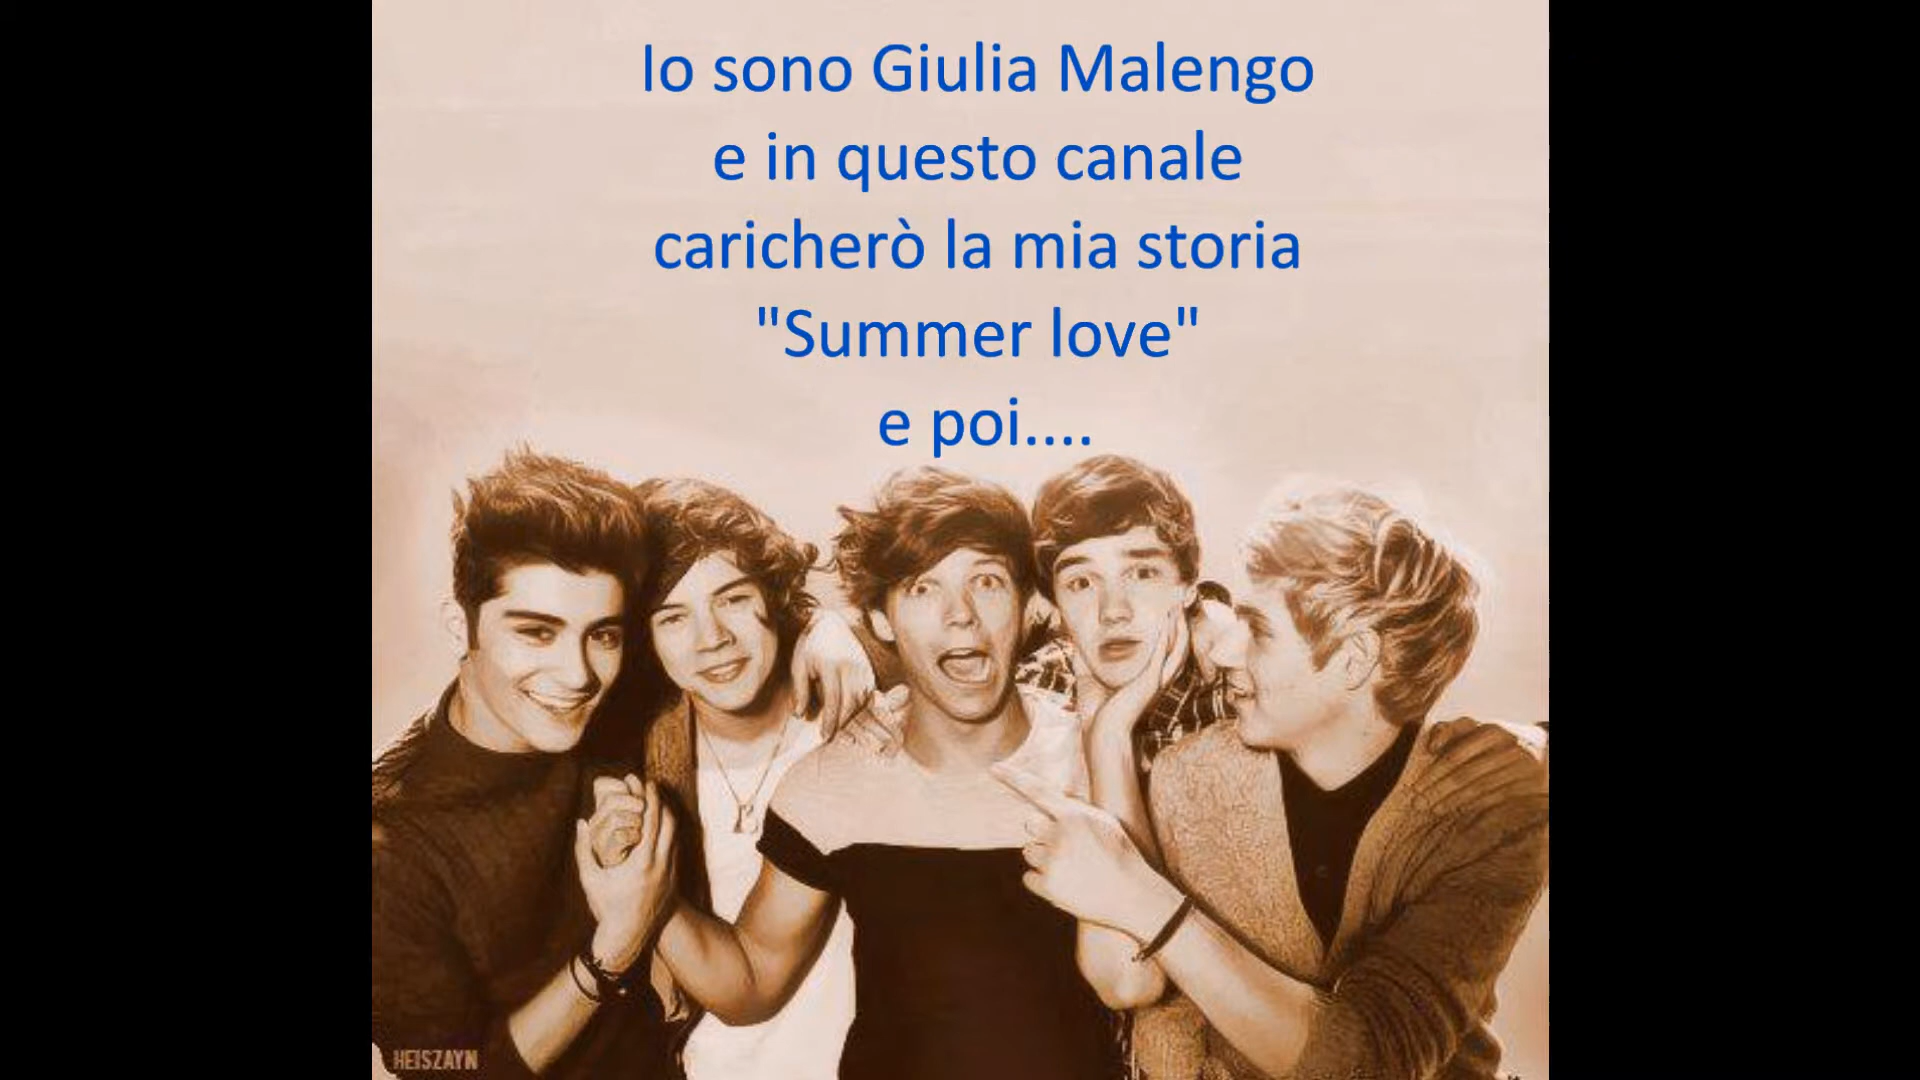 Io sono Giulia Malengo
e in questo canale
caricherò la mia storia
"Summer love"
e poi....
HEISZAYN